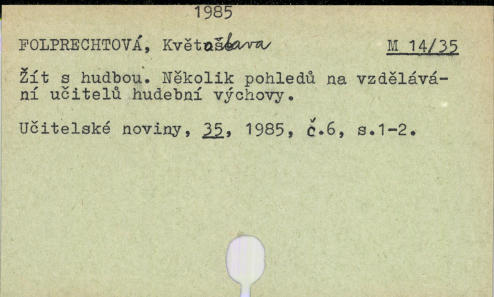 1985
FOLPRECHTOVÁ, Květoslava M 14/35
Žít s hudbou. Několik pohledů na vzdělává-
ní učitelů hudební výchovy.
Učitelské noviny, 35, 1985, č.6, s.1-2.